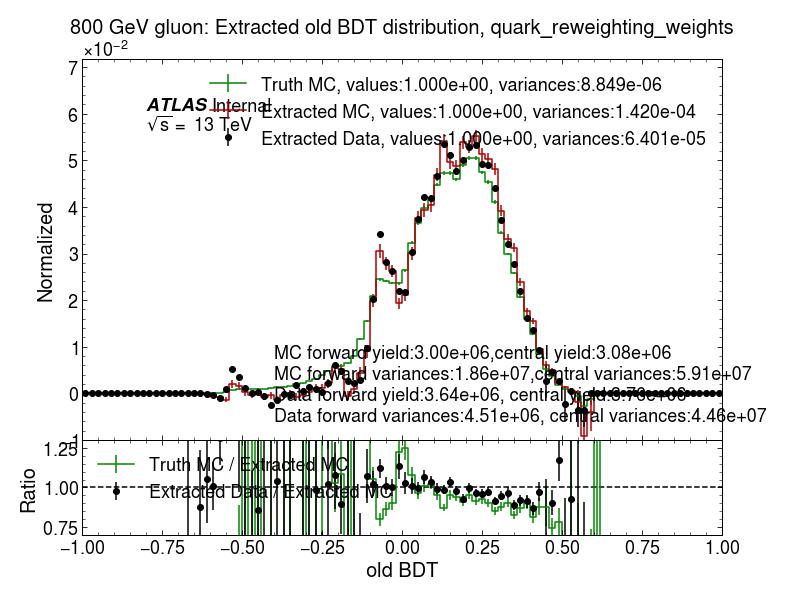 800 GeV gluon: Extracted old BDT distribution, quark_reweighting_weights
×10⁻²
7
6
5
4
3
2
1
0
1
Normalized
Truth MC, values:1.000e+00, variances:8.849e-06
ATLAS Internal
Extracted MC, values:1.000e+00, variances:1.420e-04
√s = 13 TeV
Extracted Data, values:1.000e+00, variances:6.401e-05
MC forward yield:3.00e+06,central yield:3.08e+06
MC forward variances:1.86e+07,central variances:5.91e+07
forward yield:3.64e+06, central
Data forward variances:4.51e+06, central variances:4.46e+07
1.25
1.00
0.75
Ratio
Truth MC / Extracted MC
Extracted Data / Extracted MC
−1.00 −0.75 −0.50 −0.25 0.00 0.25 0.50 0.75 1.00
old BDT